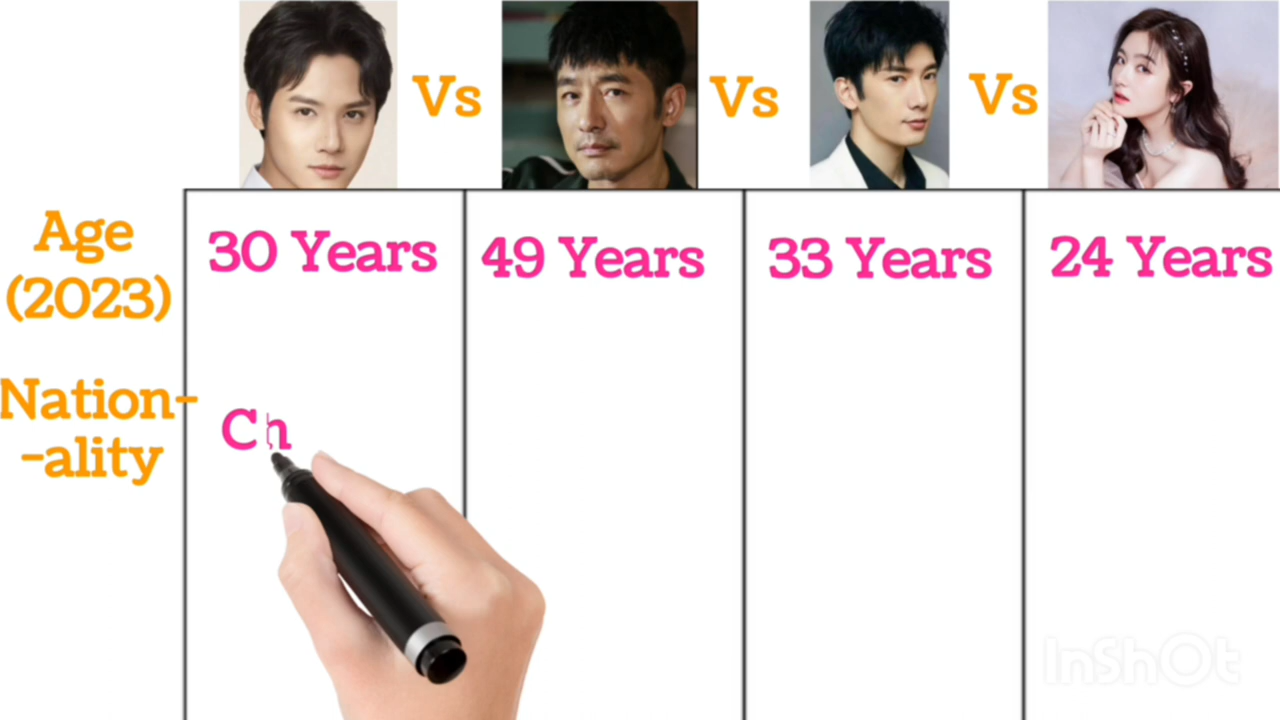 Vs Vs Vs
Age
(2023)
30 Years 49 Years 33 Years 24 Years
Nation-
-ality
Ch
InShOt